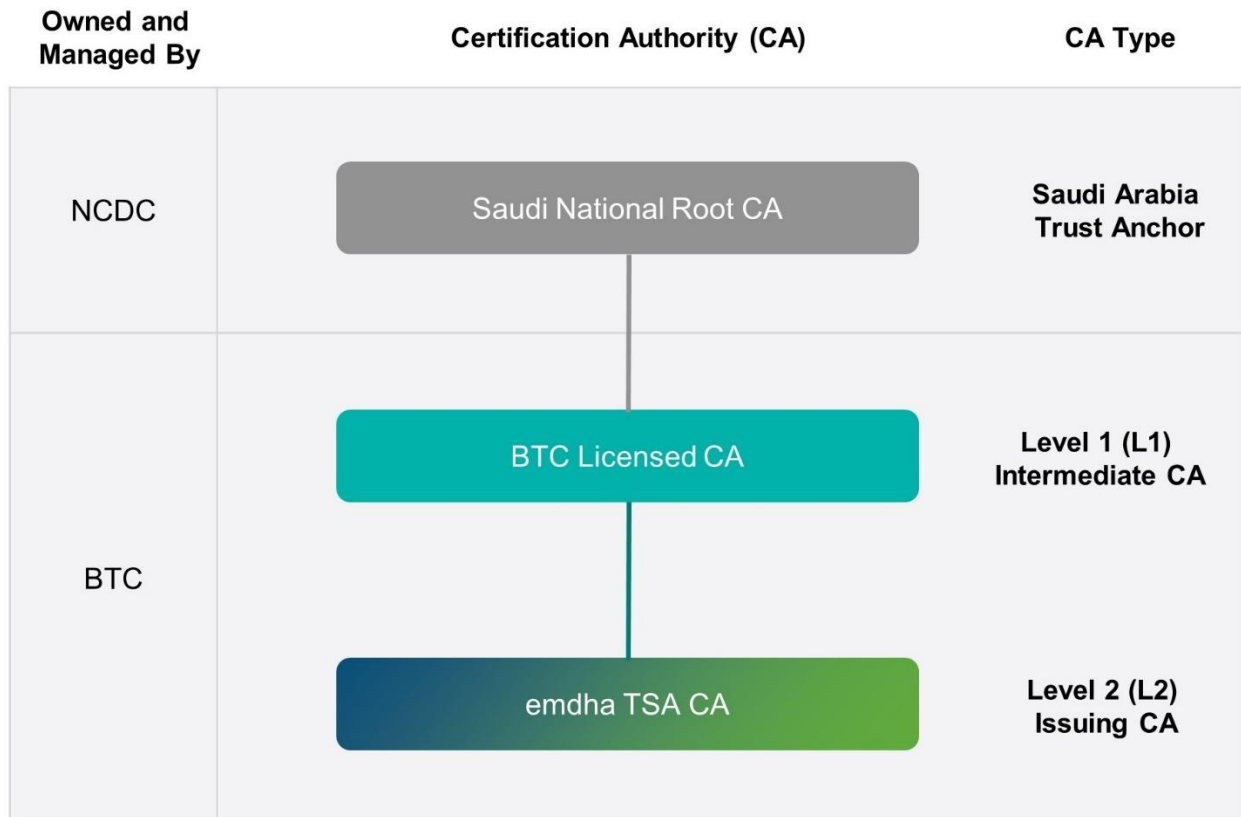 Owned and
Managed By
Certification Authority (CA)
CA Type
NCDC
Saudi National Root CA
Saudi Arabia
Trust Anchor
BTC
BTC Licensed CA
Level 1 (L1)
Intermediate CA
emdha TSA CA
Level 2 (L2)
Issuing CA